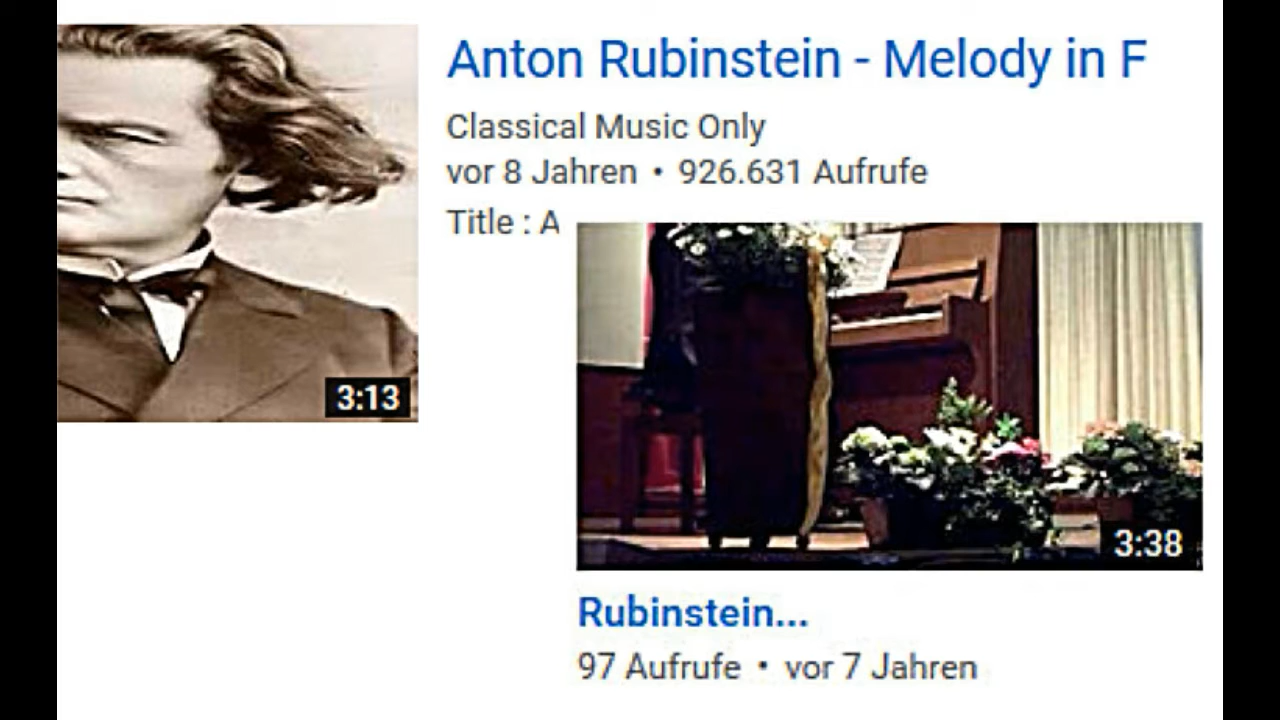 Anton Rubinstein - Melody in F
Classical Music Only
vor 8 Jahren • 926.631 Aufrufe
Title : A
3:13
3:38
Rubinstein...
97 Aufrufe • vor 7 Jahren